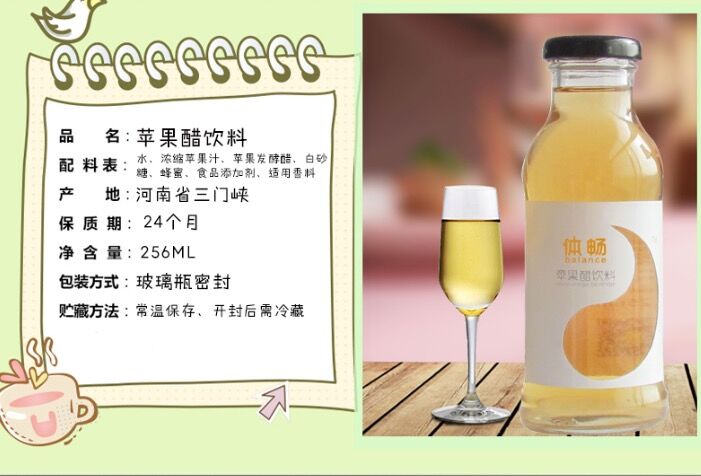 品 名：苹果醋饮料
配 料 表：水、浓缩苹果汁、苹果发酵醋、白砂
糖、蜂蜜、食品添加剂、适用香料
产 地：河南省三门峡
保 质 期：24个月
净 含 量：256ML
包装方式：玻璃瓶密封
贮藏方法：常温保存、开封后需冷藏
体畅
balance
苹果醋饮料